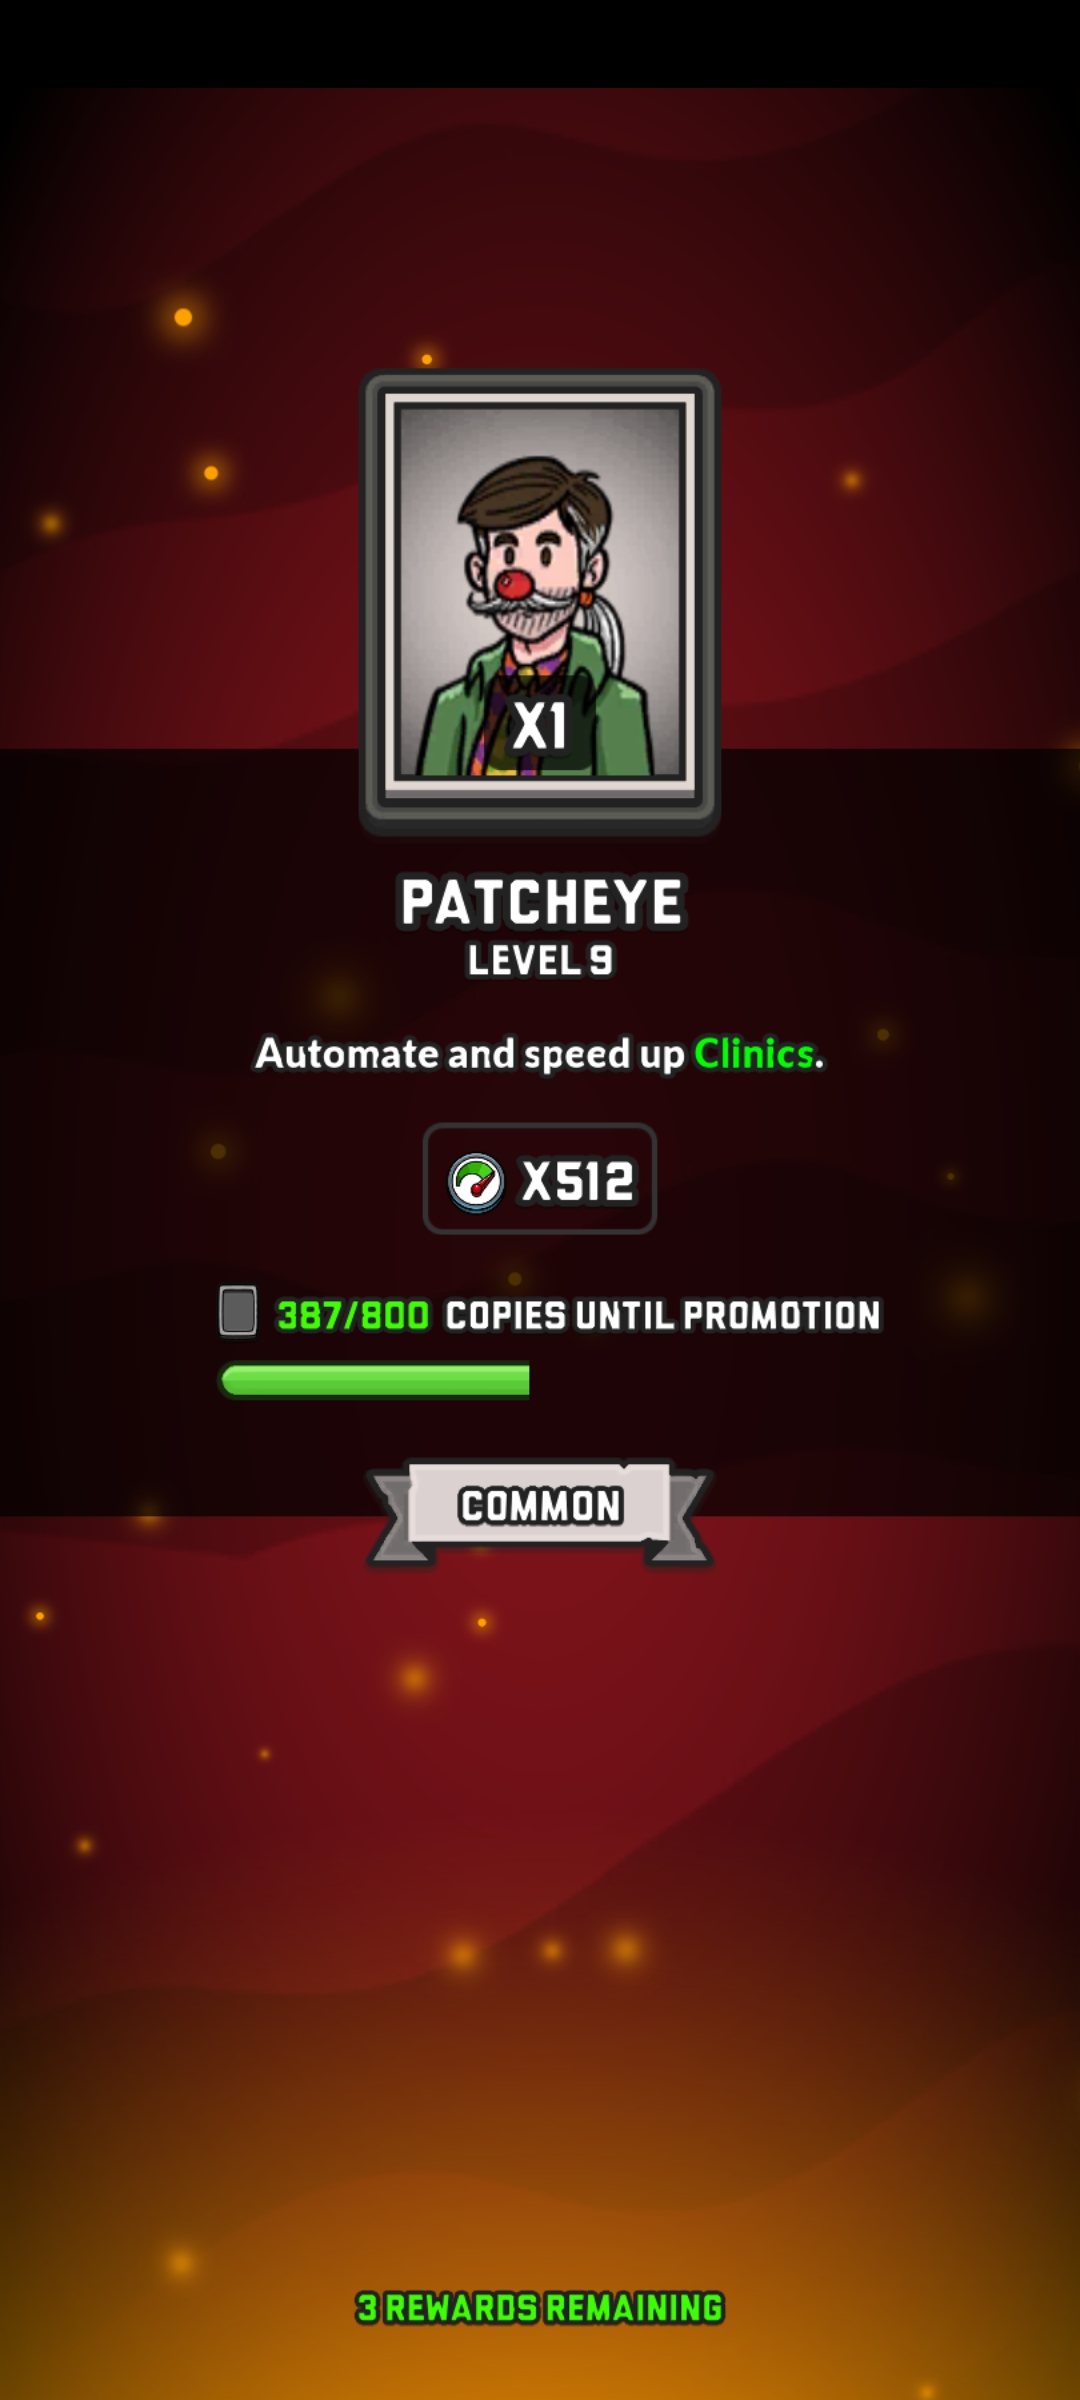 X1
PATCHEYE
LEVEL 9
Automate and speed up Clinics.
X512
387/800 COPIES UNTIL PROMOTION
COMMON
3 REWARDS REMAINING